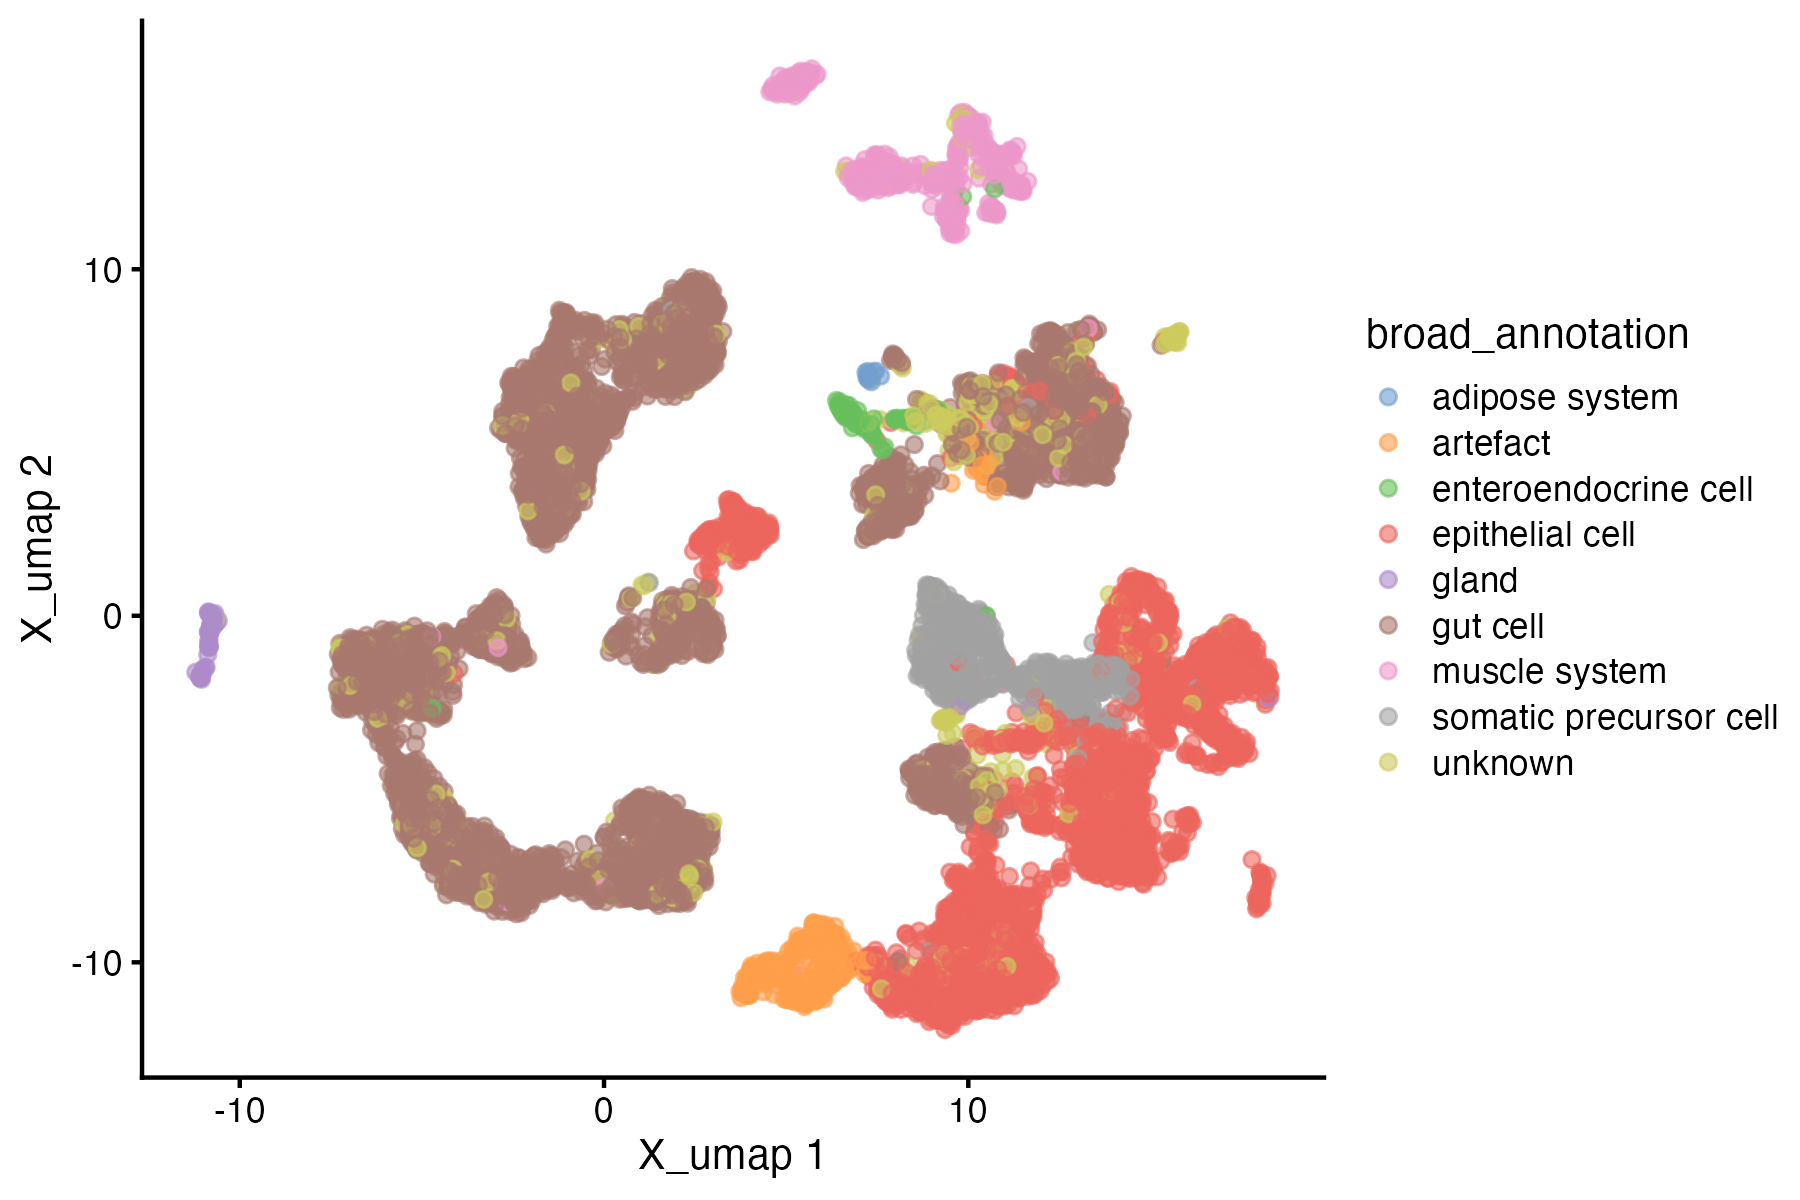 10
0
-10
X_umap 2
-10
0
10
X_umap 1
broad_annotation
adipose system
artefact
enteroendocrine cell
epithelial cell
gland
gut cell
muscle system
somatic precursor cell
unknown